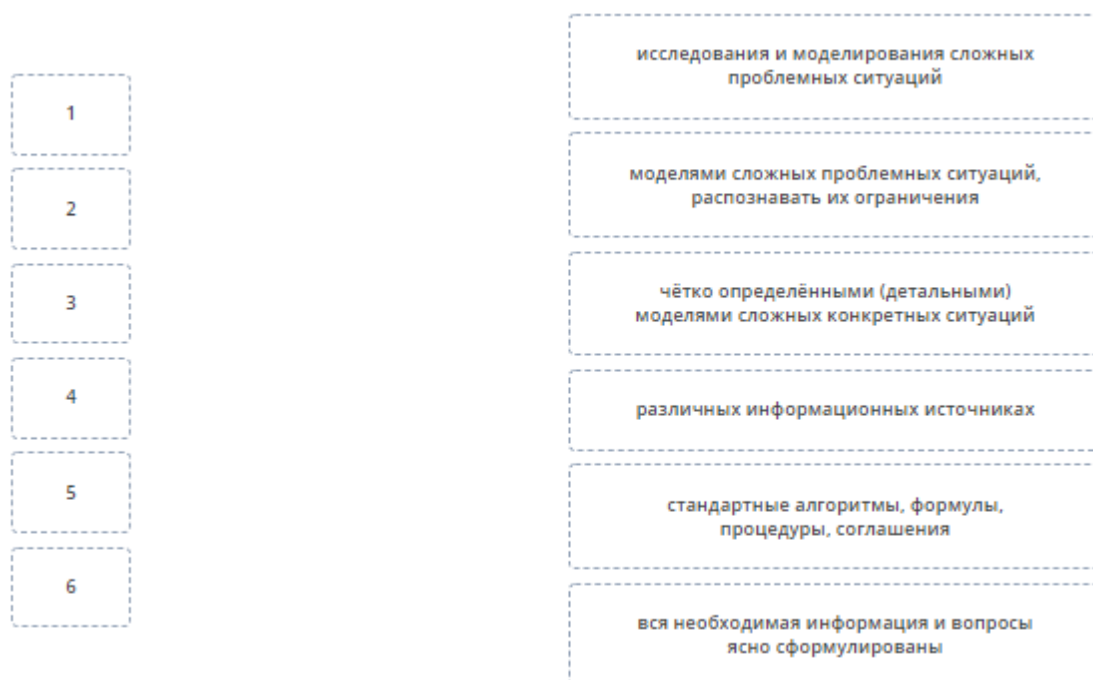 1
2
3
4
5
6
исследования и моделирования сложных
проблемных ситуаций
моделями сложных проблемных ситуаций,
распознавать их ограничения
чётко определёнными (детальными)
моделями сложных конкретных ситуаций
различных информационных источниках
стандартные алгоритмы, формулы,
процедуры, соглашения
вся необходимая информация и вопросы
ясно сформулированы